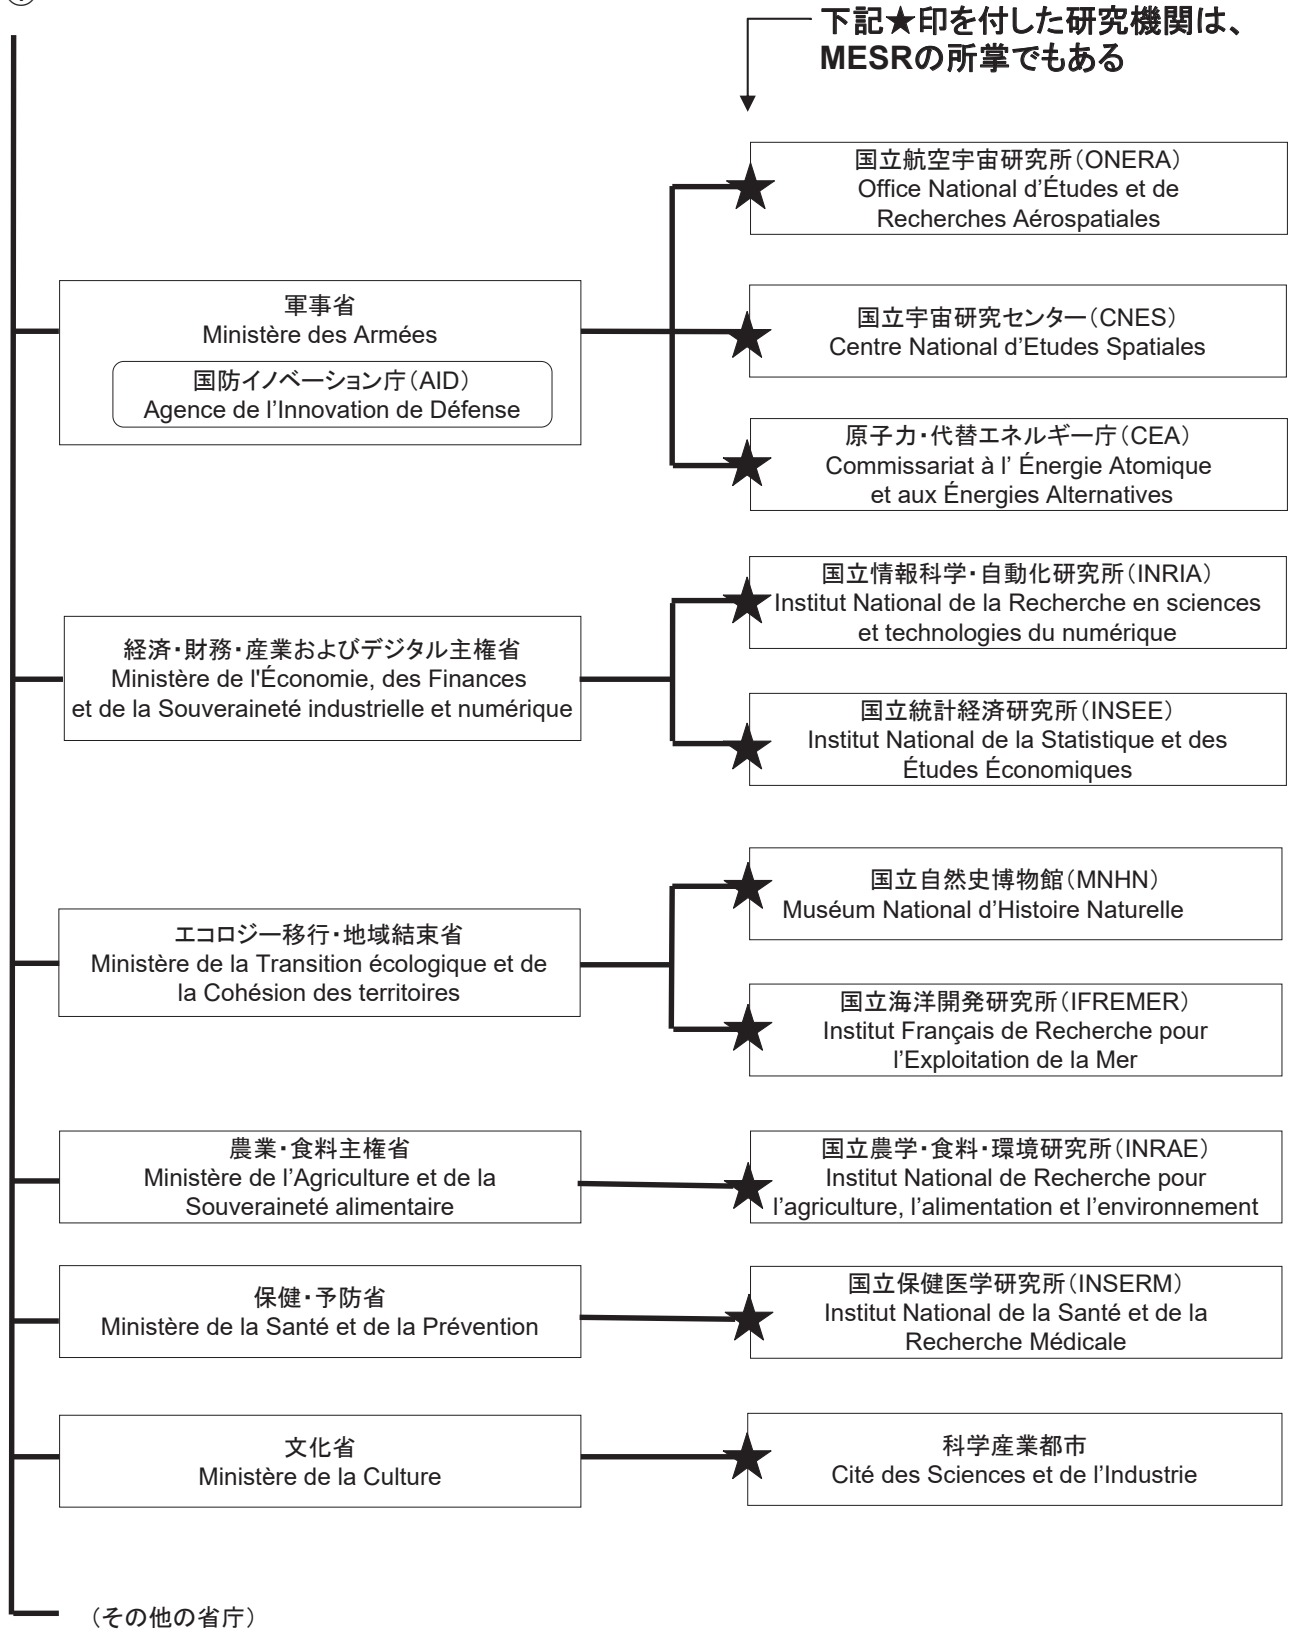 下記★印を付した研究機関は、
MESRの所掌でもある
国立航空宇宙研究所（ONERA）
Office National d’Études et de
Recherches Aérospatiales
軍事省
Ministère des Armées
国防イノベーション庁（AID）
Agence de l’Innovation de Défense
国立宇宙研究センター（CNES）
Centre National d’Etudes Spatiales
原子力・代替エネルギー庁（CEA）
Commissariat à l’ Énergie Atomique
et aux Énergies Alternatives
経済・財務・産業およびデジタル主権省
Ministère de l'Économie, des Finances
et de la Souveraineté industrielle et numérique
国立情報科学・自動化研究所（INRIA）
Institut National de la Recherche en sciences
et technologies du numérique
国立統計経済研究所（INSEE）
Institut National de la Statistique et des
Études Économiques
エコロジー移行・地域結束省
Ministère de la Transition écologique et de
la Cohésion des territoires
国立自然史博物館（MNHN）
Muséum National d’Histoire Naturelle
国立海洋開発研究所（IFREMER）
Institut Français de Recherche pour
l’Exploitation de la Mer
農業・食料主権省
Ministère de l’Agriculture et de la
Souveraineté alimentaire
国立農学・食料・環境研究所（INRAE）
Institut National de Recherche pour
l’agriculture, l’alimentation et l’environnement
保健・予防省
Ministère de la Santé et de la Prévention
国立保健医学研究所（INSERM）
Institut National de la Santé et de la
Recherche Médicale
文化省
Ministère de la Culture
科学産業都市
Cité des Sciences et de l’Industrie
（その他の省庁）